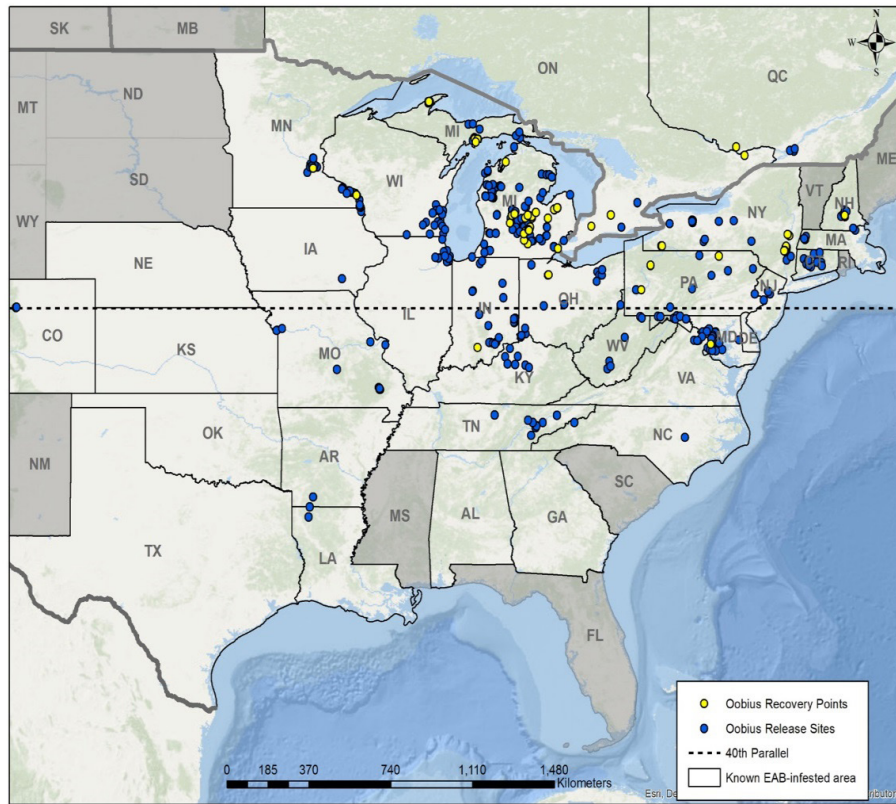 SK
MB
ON
QC
N
W E
S
MT
ND
MN
MI
ME
SD
WI
MI
VT
NH
WY
NY
MA
RI
IA
NE
PA
NJ
IL
IN
OH
CO
MD
DE
KS
MO
WV
KY
VA
OK
TN
NC
NM
AR
SC
MS
AL
GA
TX
LA
FL
Oobius Recovery Points
Oobius Release Sites
40th Parallel
Known EAB-infested area
0 185 370 740 1,110 1,480
Kilometers
Esri,